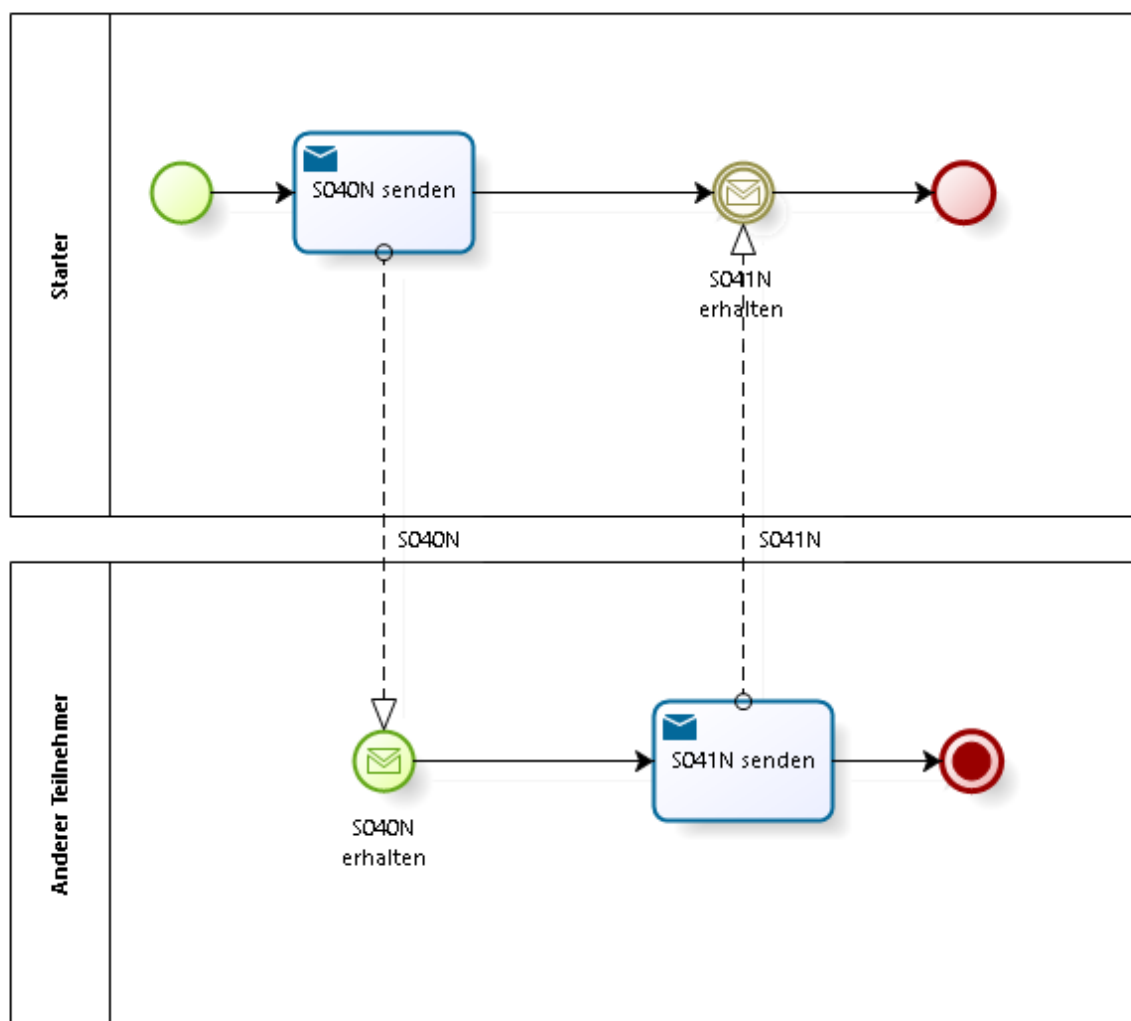 Starter
S040N senden
S041N
erhalten
S040N
S041N
Anderer Teilnehmer
S040N
erhalten
S041N senden